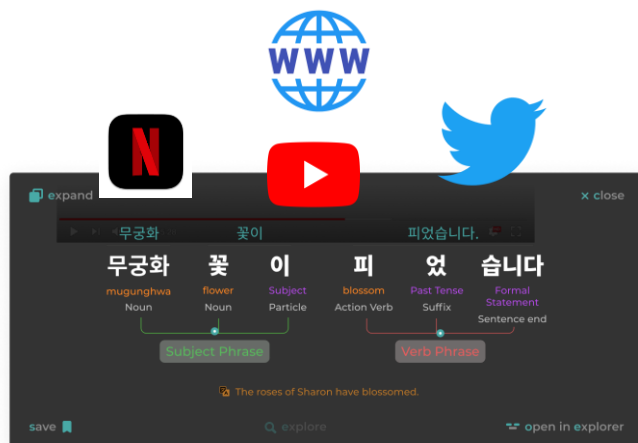 WWW
N
expand
× close
무궁화 꽃이 피었습니다.
무궁화 꽃 이 피 었 습니다
mugunghwa flower Subject blossom Past Tense Formal Statement
Noun Noun Particle Action Verb Suffix Sentence end
Subject Phrase Verb Phrase
The roses of Sharon have blossomed.
save explore open in explorer